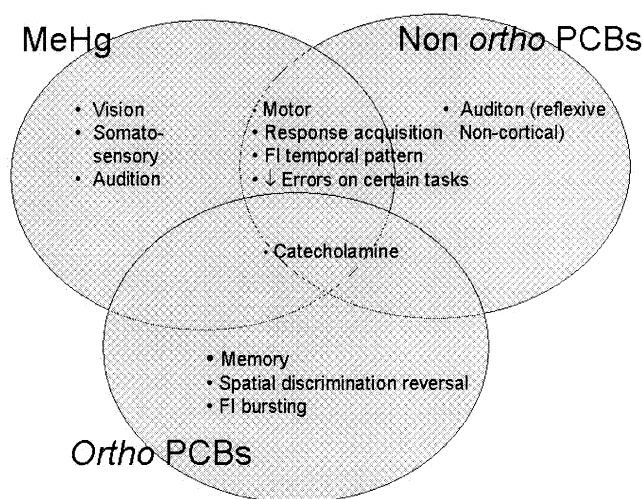 MeHg
Non ortho PCBs
• Vision
• Somato-
sensory
• Audition
• Motor
• Response acquisition
• FI temporal pattern
• ↓ Errors on certain tasks
• Auditon (reflexive
Non-cortical)
• Catecholamine
• Memory
• Spatial discrimination reversal
• FI bursting
Ortho PCBs